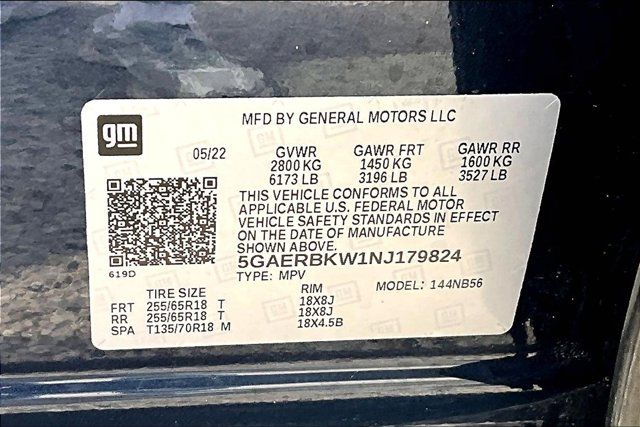 gm
MFD BY GENERAL MOTORS LLC
05/22 GVWR GAWR FRT GAWR RR
2800 KG 1450 KG 1600 KG
6173 LB 3196 LB 3527 LB
THIS VEHICLE CONFORMS TO ALL
APPLICABLE U.S. FEDERAL MOTOR
VEHICLE SAFETY STANDARDS IN EFFECT
ON THE DATE OF MANUFACTURE
SHOWN ABOVE.
5GAERBKW1NJ179824
619D
TYPE: MPV MODEL: 144NB56
TIRE SIZE RIM
FRT 255/65R18 T 18X8J
RR 255/65R18 T 18X8J
SPA T135/70R18 M 18X4.5B